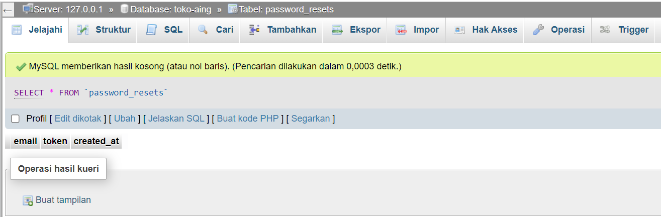 Server: 127.0.0.1 » Database: toko-aing » Tabel: password_resets
Jelajahi Struktur SQL Cari Tambahkan Ekspor Impor Hak Akses Operasi Trigger
MySQL memberikan hasil kosong (atau nol baris). (Pencarian dilakukan dalam 0,0003 detik.)
SELECT * FROM `password_resets`
Profil [ Edit dikotak ] [ Ubah ] [ Jelaskan SQL ] [ Buat kode PHP ] [ Segarkan ]
email token created_at
Operasi hasil kueri
Buat tampilan